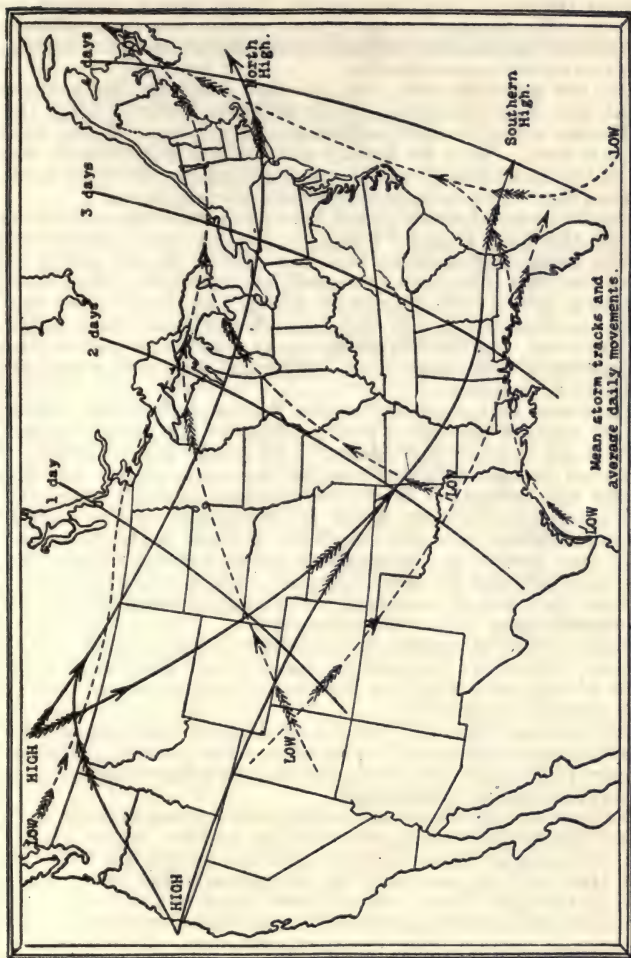 1 day
2 days
3 days
days
LOW
North
High.
HIGH
LOW
HIGH
LOW
LOW
LOW
Southern
High.
LOW
Mean storm tracks and
average daily movements.